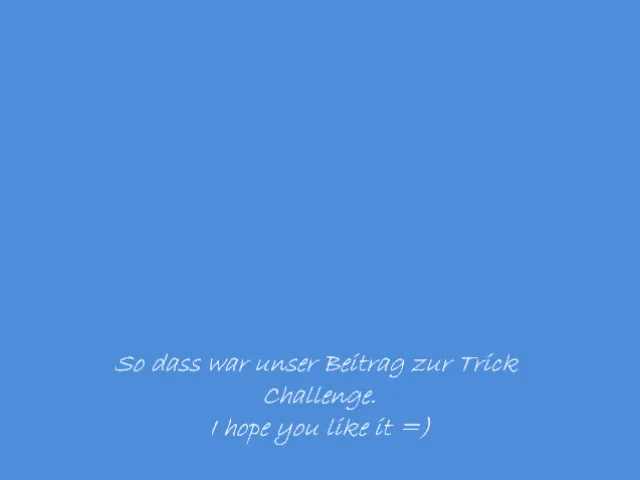 So dass war unser Beitrag zur Trick
Challenge.
I hope you like it =)